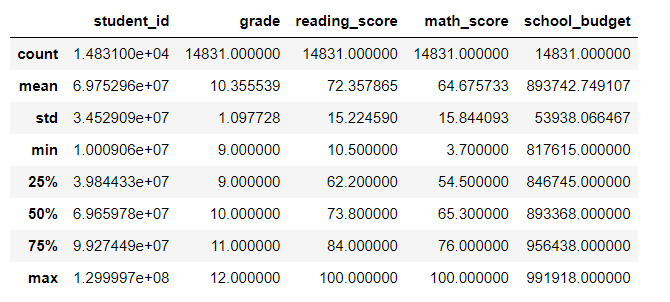 student_id grade reading_score math_score school_budget
count 1.483100e+04 14831.000000 14831.000000 14831.000000 14831.000000
mean 6.975296e+07 10.355539 72.357865 64.675733 893742.749107
std 3.452909e+07 1.097728 15.224590 15.844093 53938.066467
min 1.000906e+07 9.000000 10.500000 3.700000 817615.000000
25% 3.984433e+07 9.000000 62.200000 54.500000 846745.000000
50% 6.965978e+07 10.000000 73.800000 65.300000 893368.000000
75% 9.927449e+07 11.000000 84.000000 76.000000 956438.000000
max 1.299997e+08 12.000000 100.000000 100.000000 991918.000000